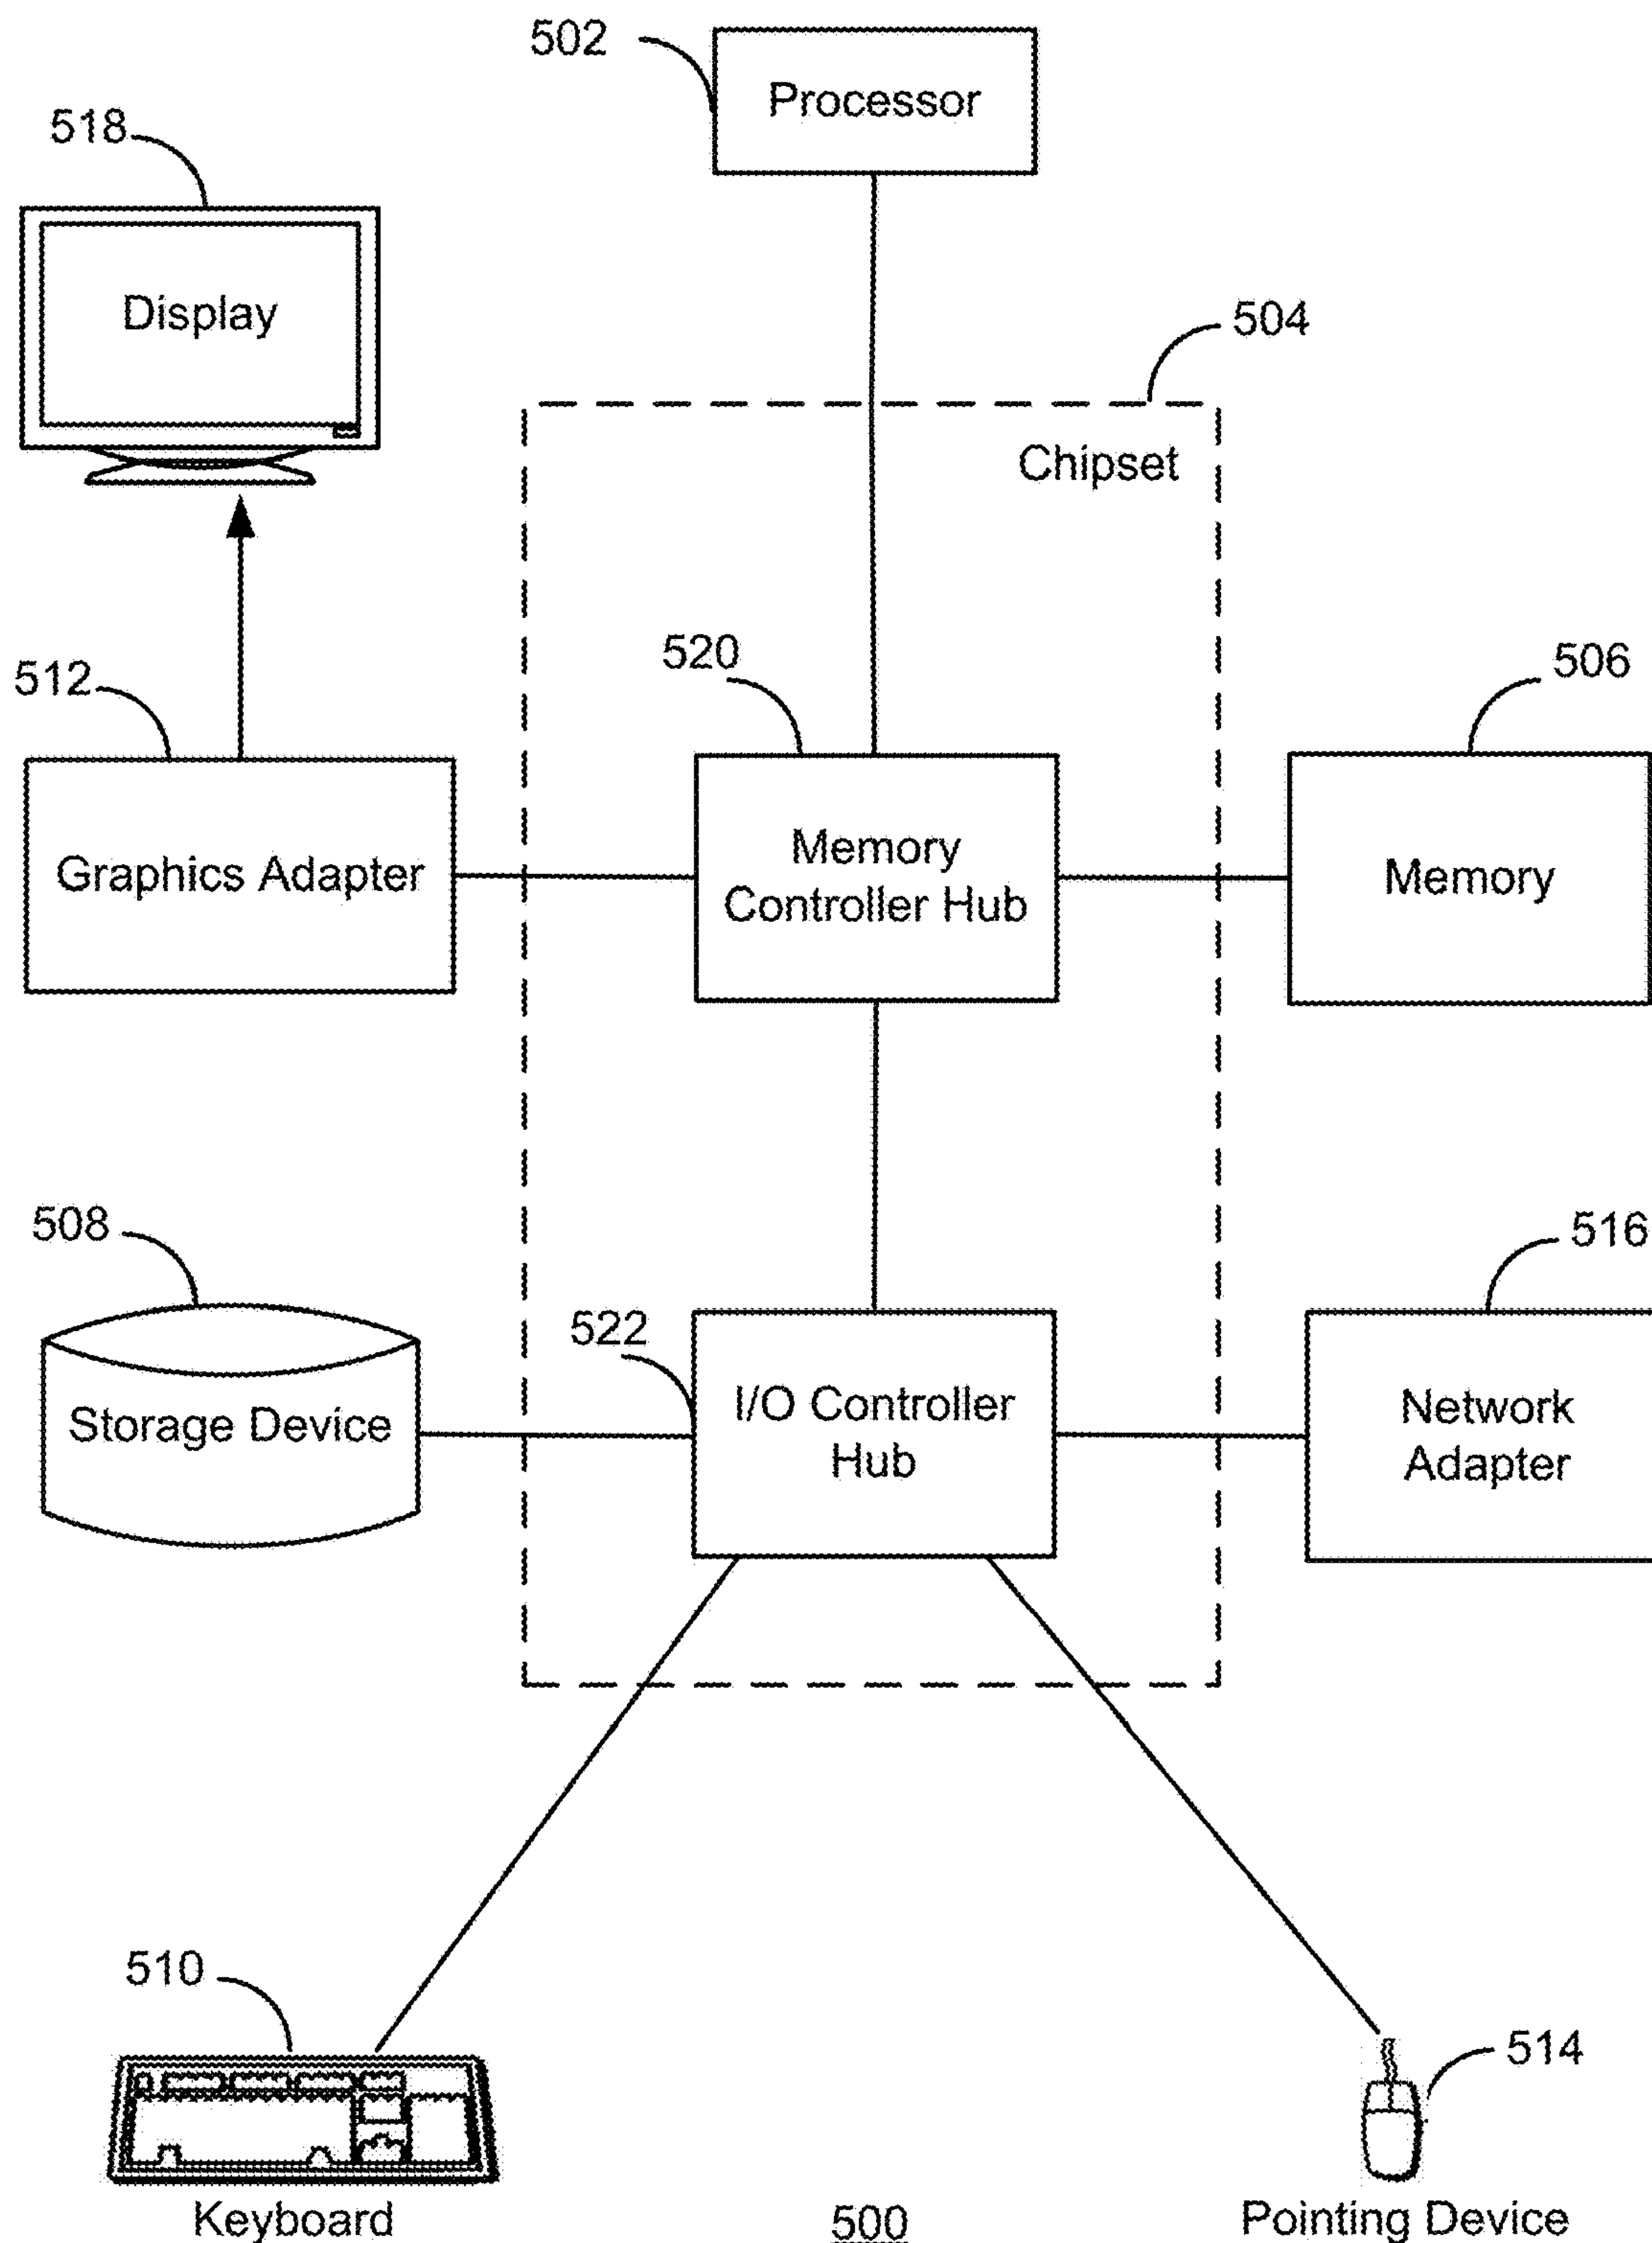 502
Processor
518
Display
504
Chipset
520
512
506
Memory
Controller Hub
Graphics Adapter
Memory
508
516
522
I/O Controller
Hub
Storage Device
Network
Adapter
510
514
Keyboard
500
Pointing Device